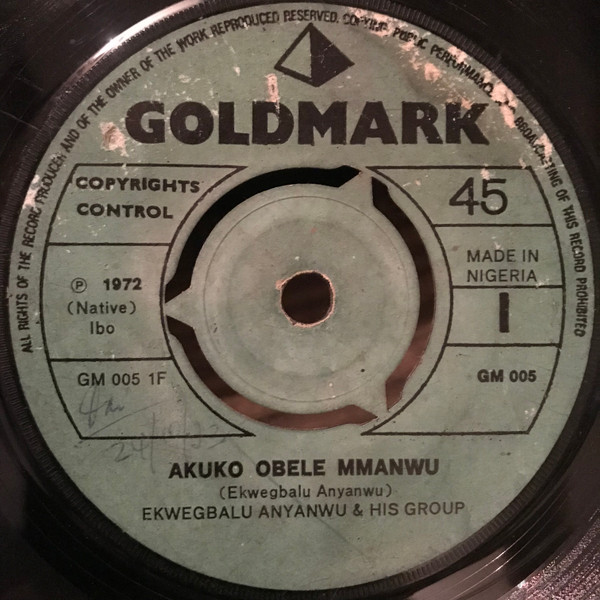 ALL RIGHTS OF THE RECORD PRODUCER AND OF THE OWNER OF THE WORK REPRODUCED RESERVED. COPYING PUBLIC PERFORMANCE BROADCASTING OF THIS RECORD PROHIBITED
GOLDMARK
COPYRIGHTS
CONTROL
45
MADE IN
NIGERIA
℗ 1972
(Native)
Ibo
I
GM 005 1F
GM 005
AKUKO OBELE MMANWU
(Ekwegbalu Anyanwu)
EKWEGBALU ANYANWU & HIS GROUP